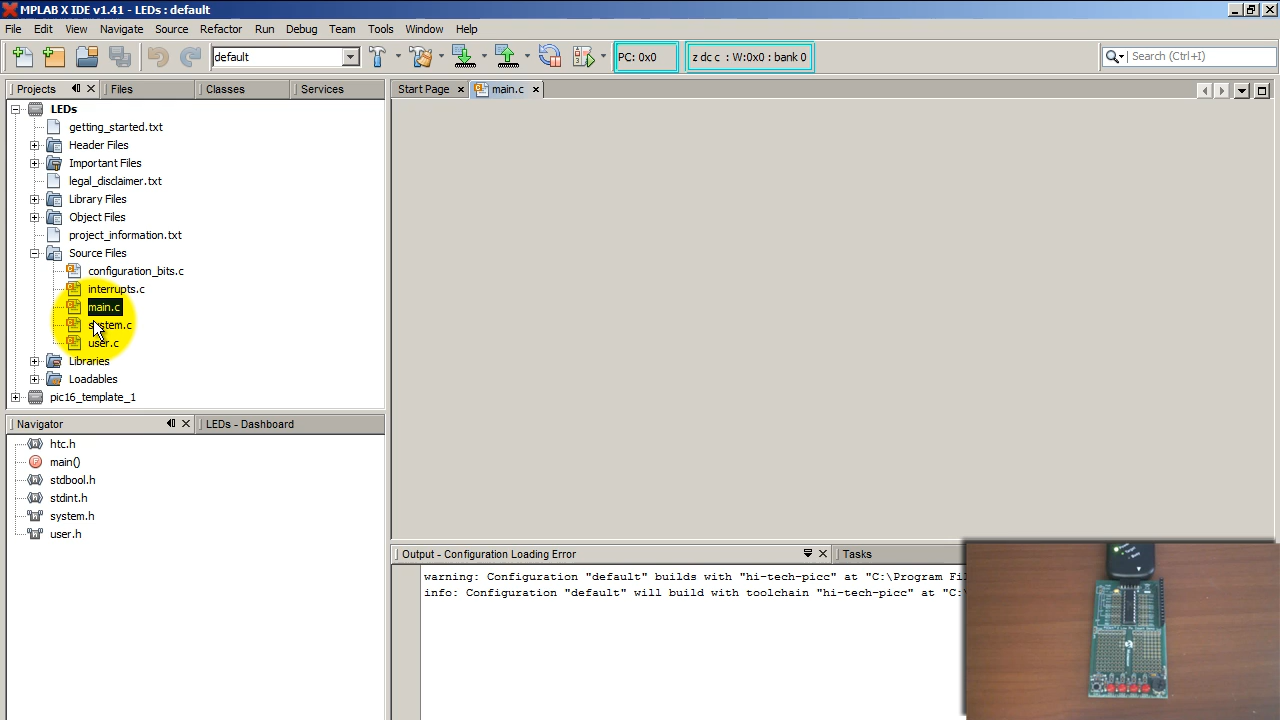 MPLAB X IDE v1.41 - LEDs : default
File Edit View Navigate Source Refactor Run Debug Team Tools Window Help
default PC: 0x0 z dc c : W:0x0 : bank 0 Search (Ctrl+I)
Projects Files Classes Services
Start Page main.c
LEDs
getting_started.txt
Header Files
Important Files
legal_disclaimer.txt
Library Files
Object Files
project_information.txt
Source Files
configuration_bits.c
interrupts.c
main.c
system.c
user.c
Libraries
Loadables
pic16_template_1
Navigator LEDs - Dashboard
htc.h
main()
stdbool.h
stdint.h
system.h
user.h
Output - Configuration Loading Error Tasks
warning: Configuration "default" builds with "hi-tech-picc" at "C:\Program Fil
info: Configuration "default" will build with toolchain "hi-tech-picc" at "C: